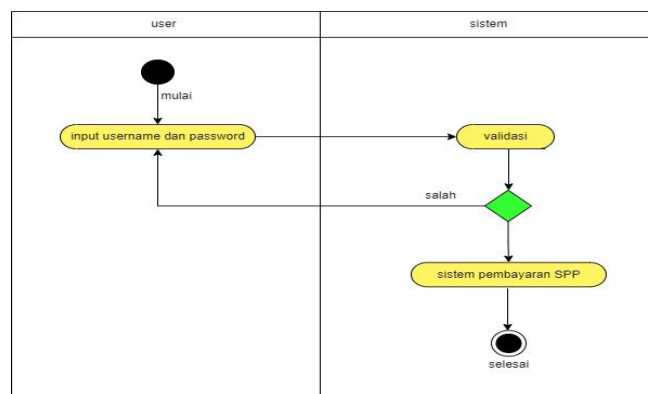 user
sistem
mulai
input username dan password
validasi
salah
sistem pembayaran SPP
selesai